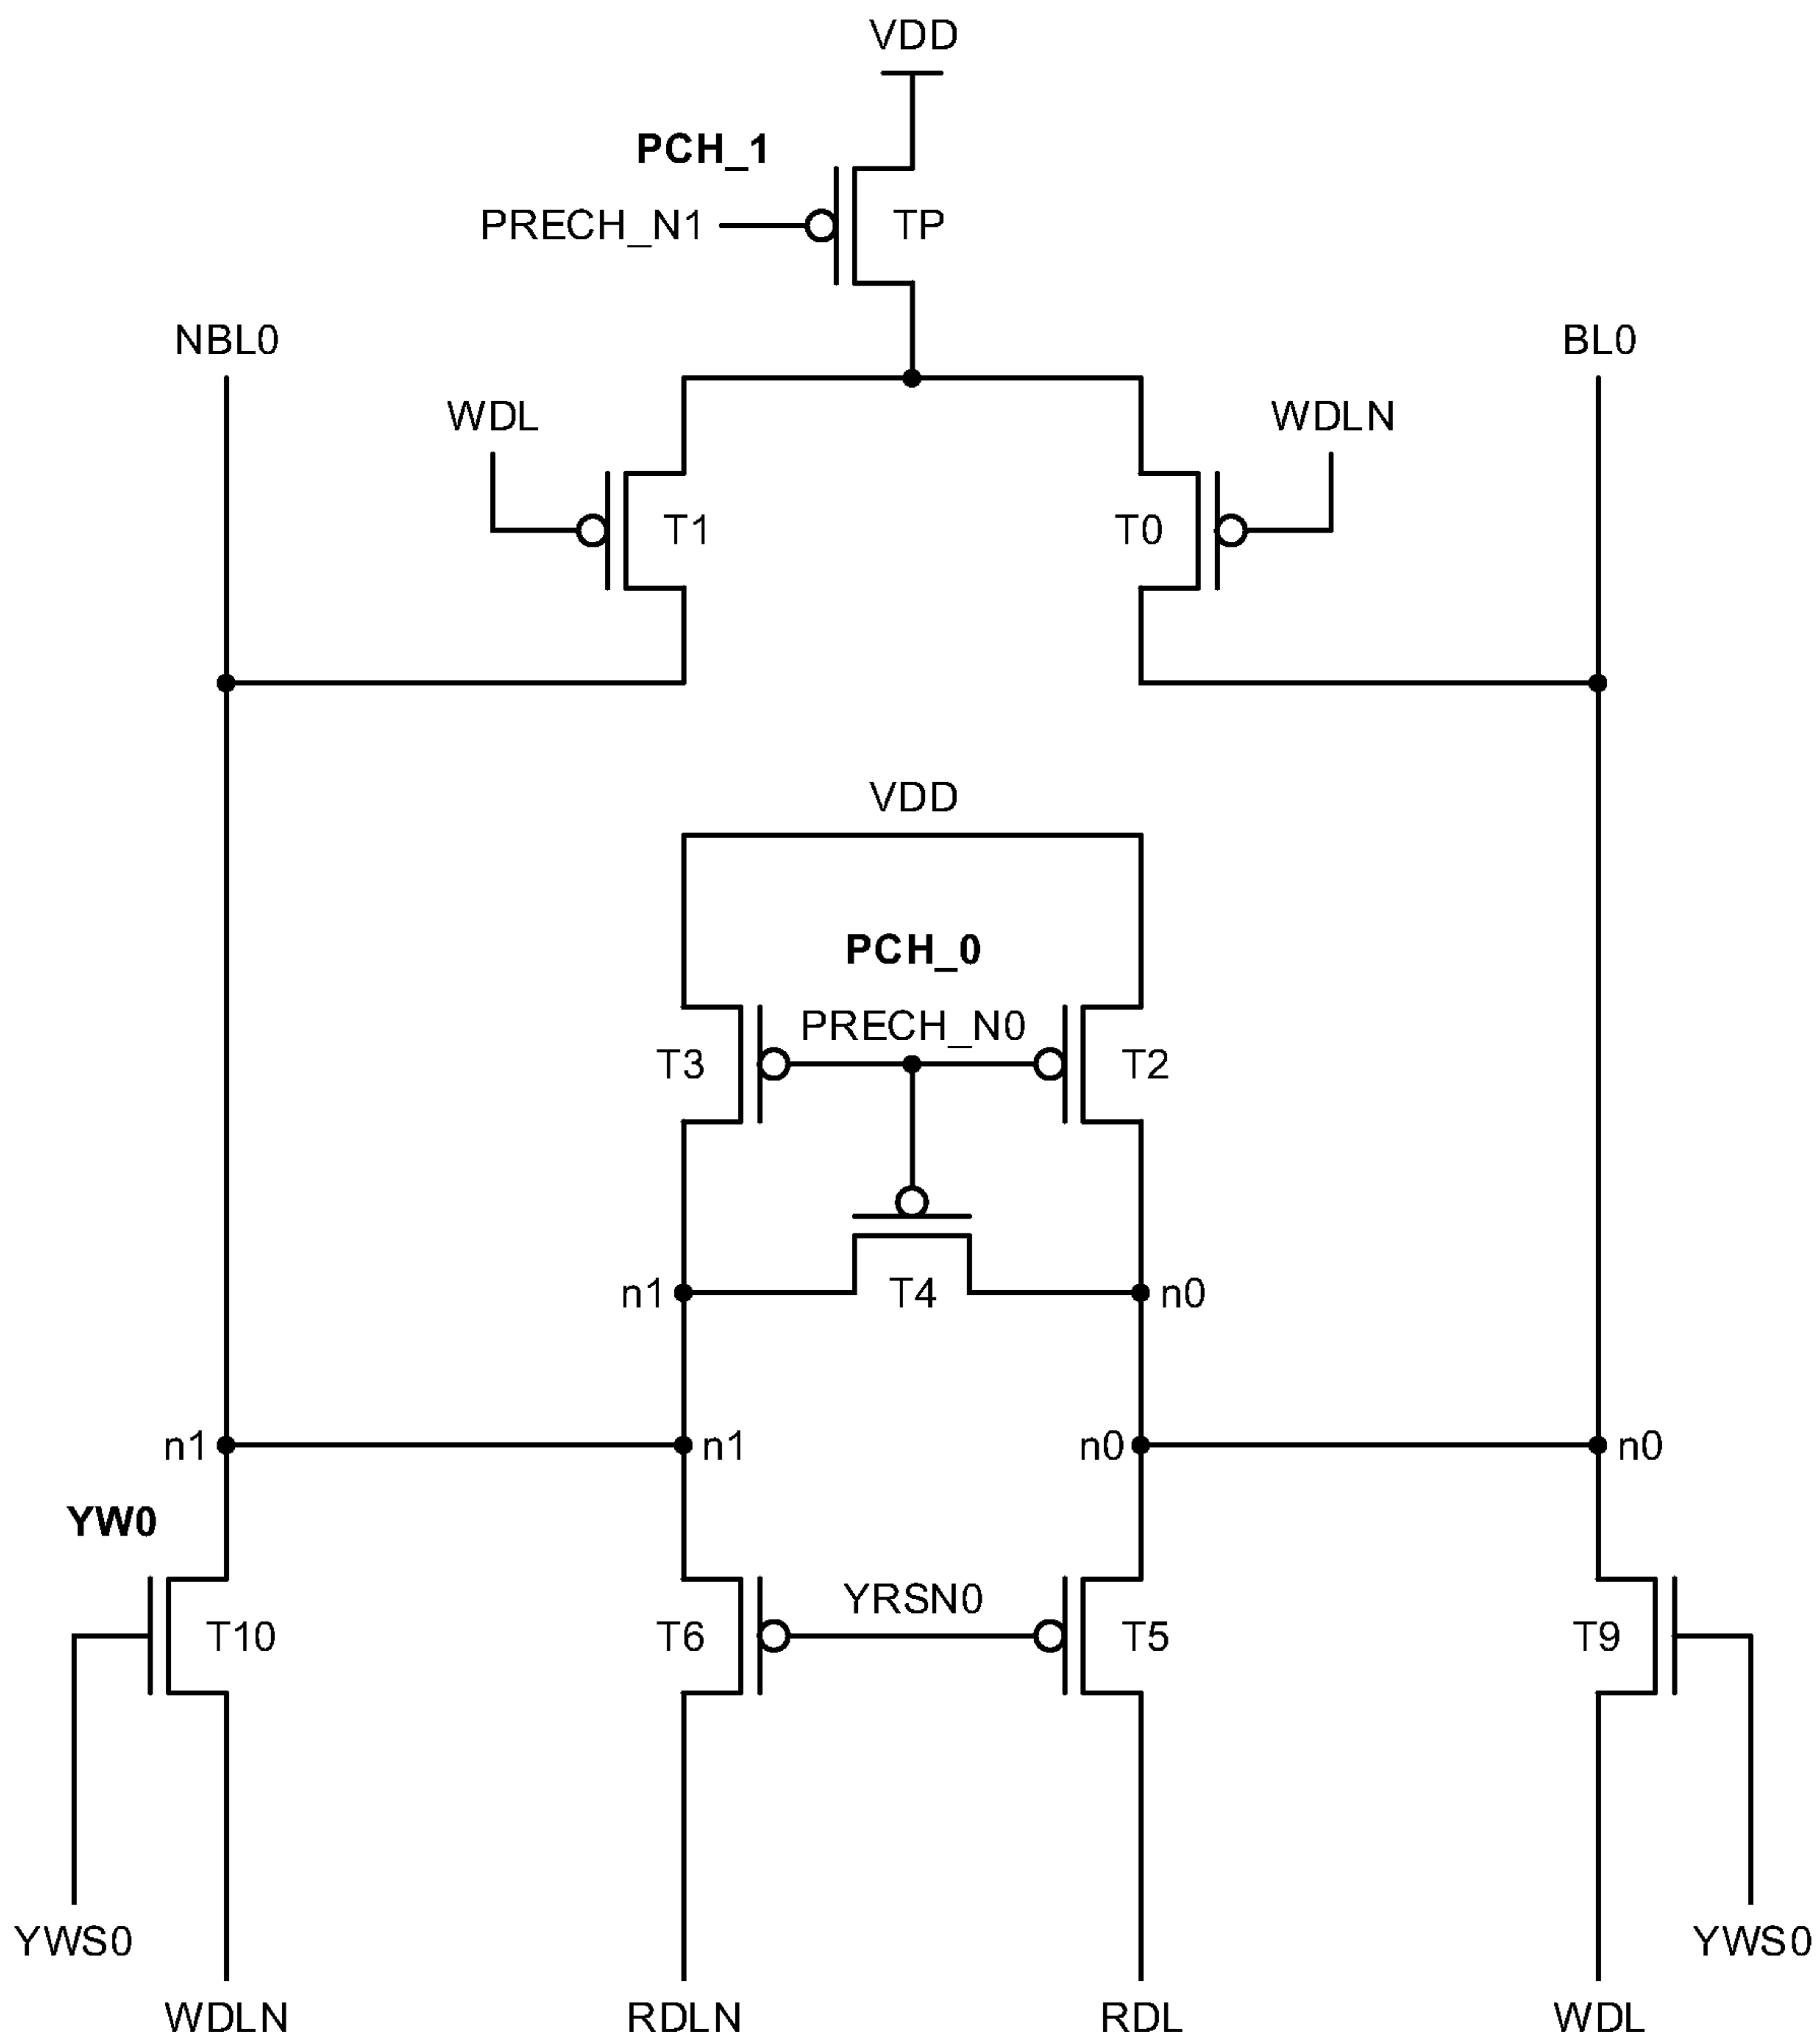 VDD
PCH_1
PRECH_N1
TP
NBL0
BL0
WDL
WDLN
T1
T0
VDD
PCH_0
PRECH_N0
T3
T2
n1
T4
n0
n1
n1
n0
n0
YW0
YRSN0
T10
T6
T5
T9
YWS0
YWS0
WDLN
RDLN
RDL
WDL